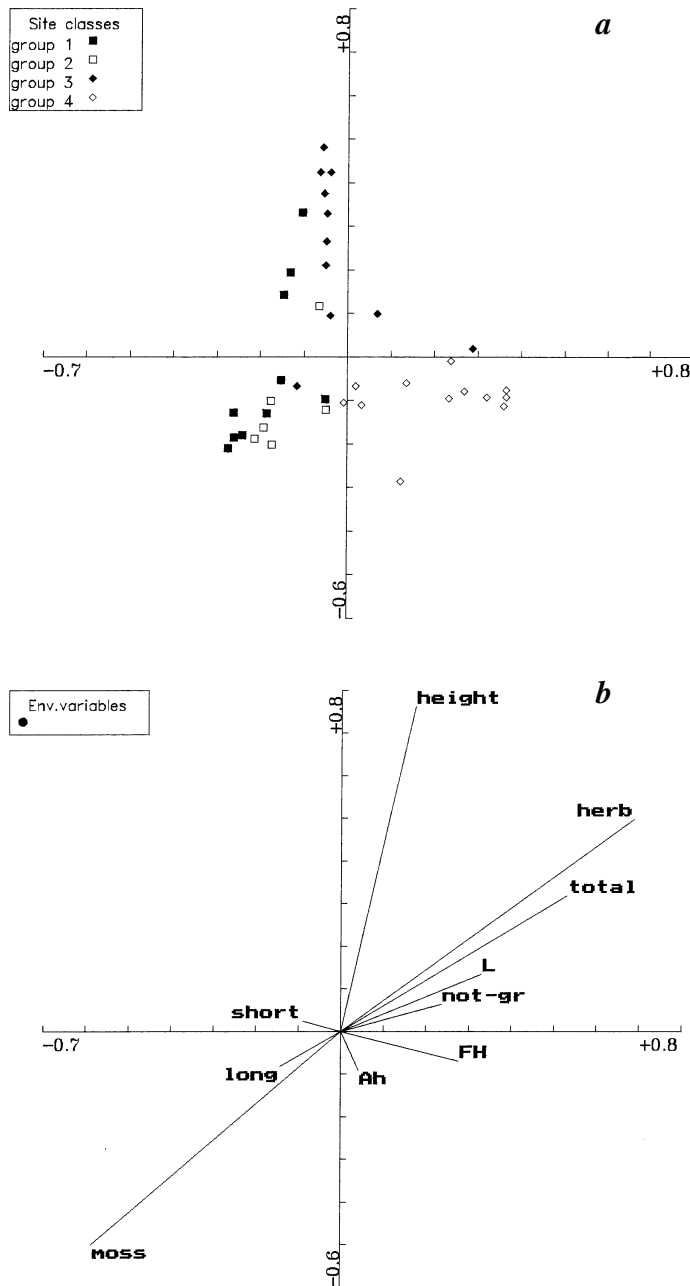 a
Site classes
group 1
group 2
group 3
group 4
+0.8
-0.7
+0.8
-0.6
b
Env.variables
+0.8
height
herb
total
L
not-gr
short
-0.7
+0.8
long
Ah
FH
moss
-0.6